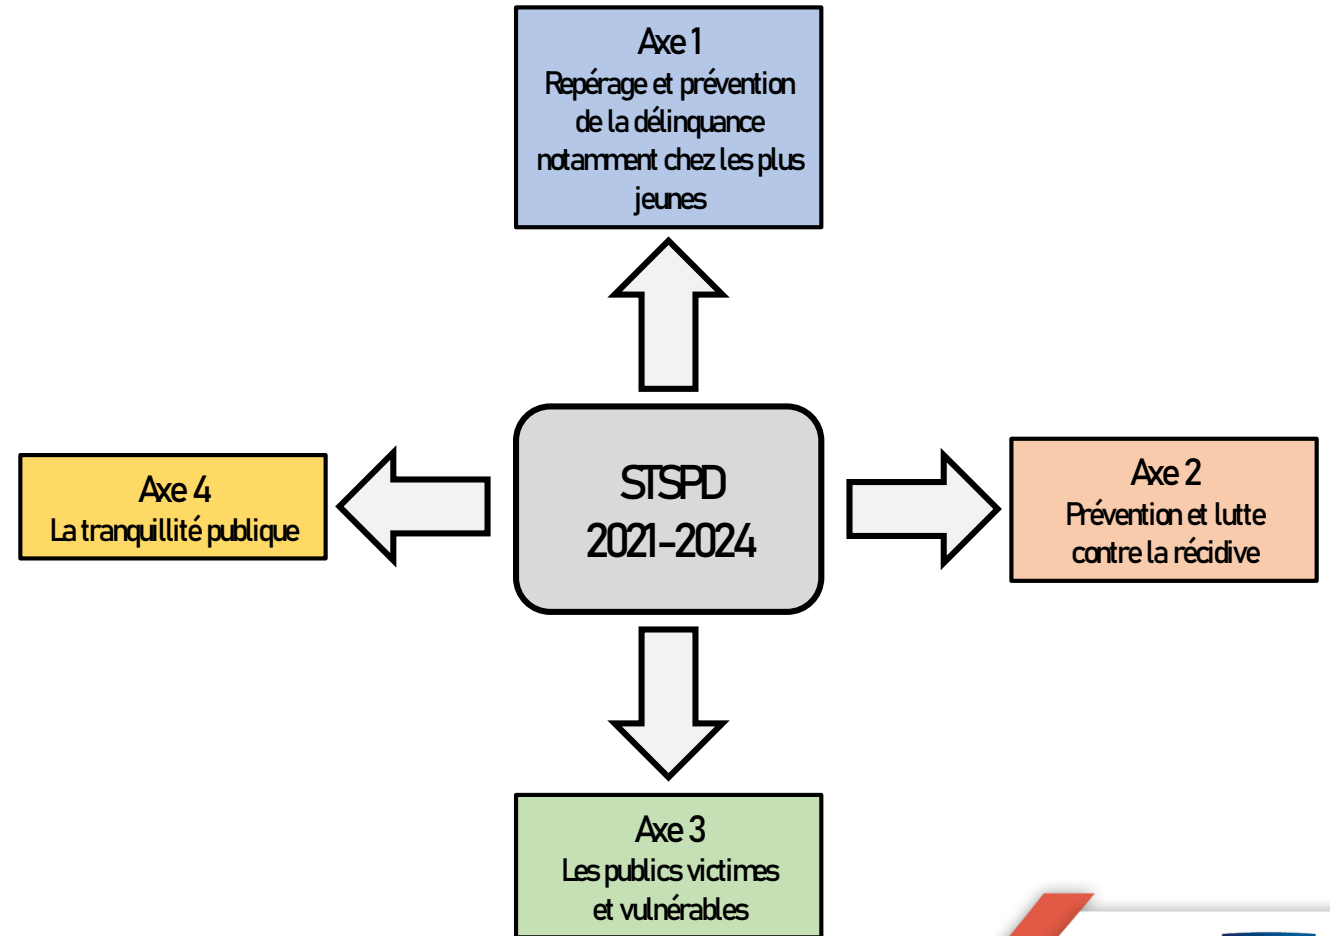 Axe 1
Repérage et prévention
de la délinquance
notamment chez les plus
jeunes
Axe 4
La tranquillité publique
STSPD
2021-2024
Axe 2
Prévention et lutte
contre la récidive
Axe 3
Les publics victimes
et vulnérables